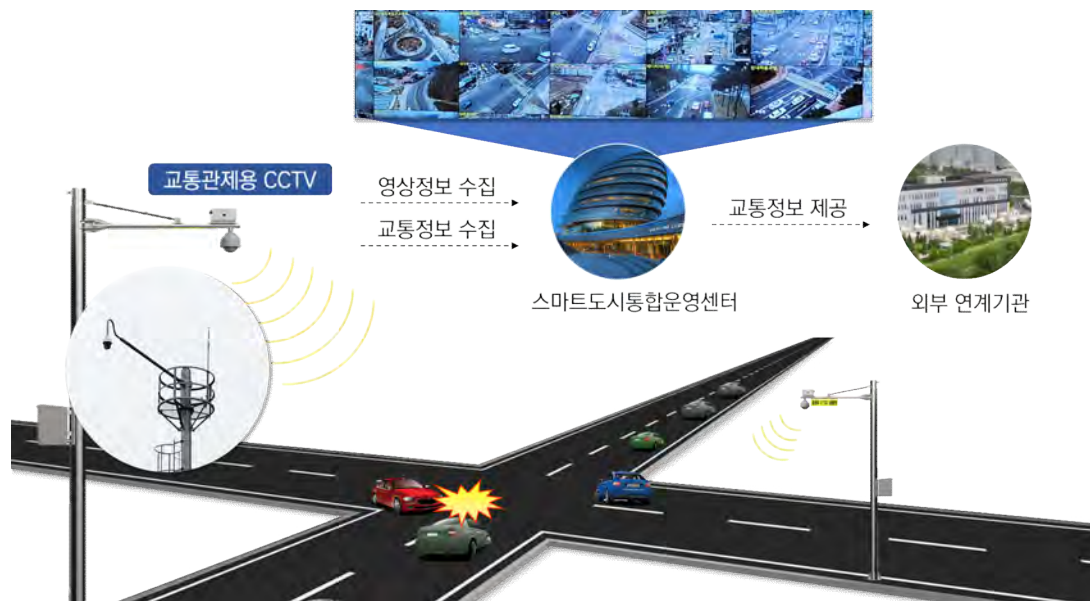 교통관제용 CCTV
영상정보 수집
교통정보 수집
교통정보 제공
스마트도시통합운영센터
외부 연계기관